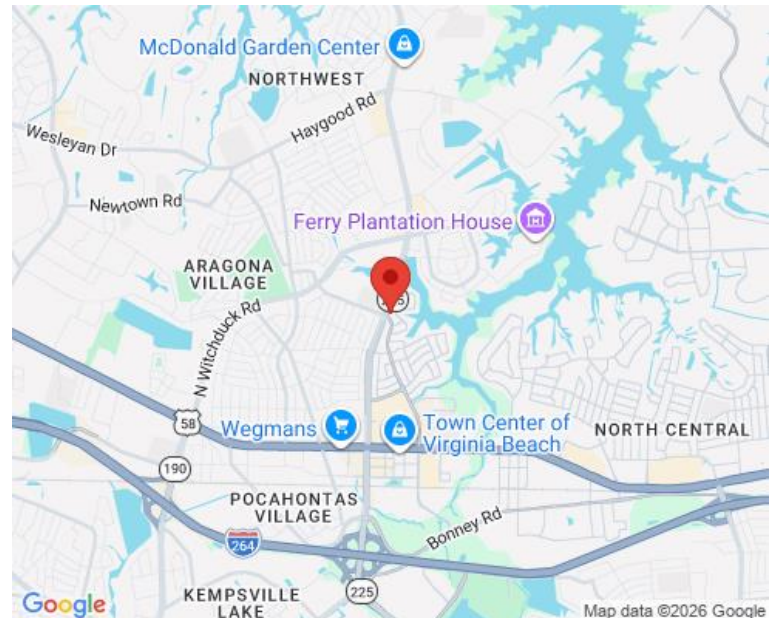 McDonald Garden Center
NORTHWEST
Haygood Rd
Wesleyan Dr
Newtown Rd
Ferry Plantation House
ARAGONA
VILLAGE
N Witchduck Rd
Wegmans
Town Center of
Virginia Beach
58
NORTH CENTRAL
190
POCAHONTAS
VILLAGE
264
Bonney Rd
225
KEMPSVILLE
LAKE
Google
Map data ©2026 Google